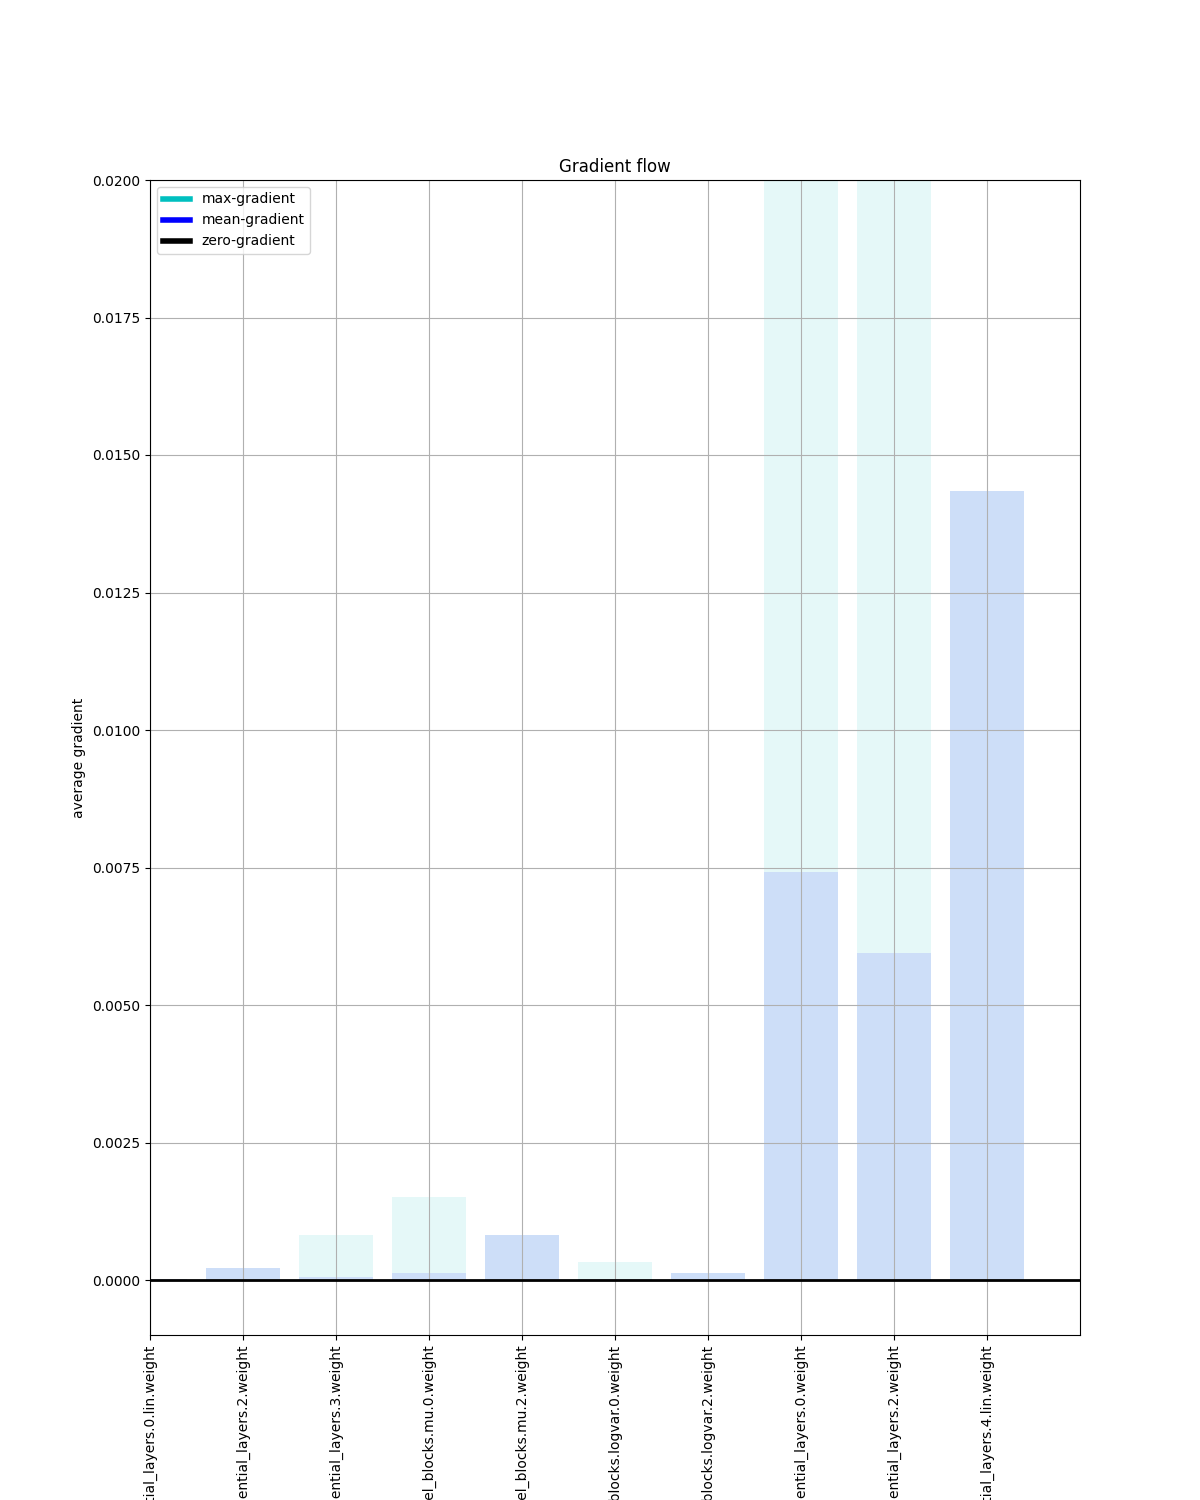 Gradient flow
max-gradient
mean-gradient
zero-gradient
0.0200
0.0175
0.0150
0.0125
0.0100
0.0075
0.0050
0.0025
0.0000
average gradient
tial_layers.0.lin.weight
ential_layers.2.weight
ential_layers.3.weight
el_blocks.mu.0.weight
el_blocks.mu.2.weight
blocks.logvar.0.weight
blocks.logvar.2.weight
ential_layers.0.weight
ential_layers.2.weight
tial_layers.4.lin.weight